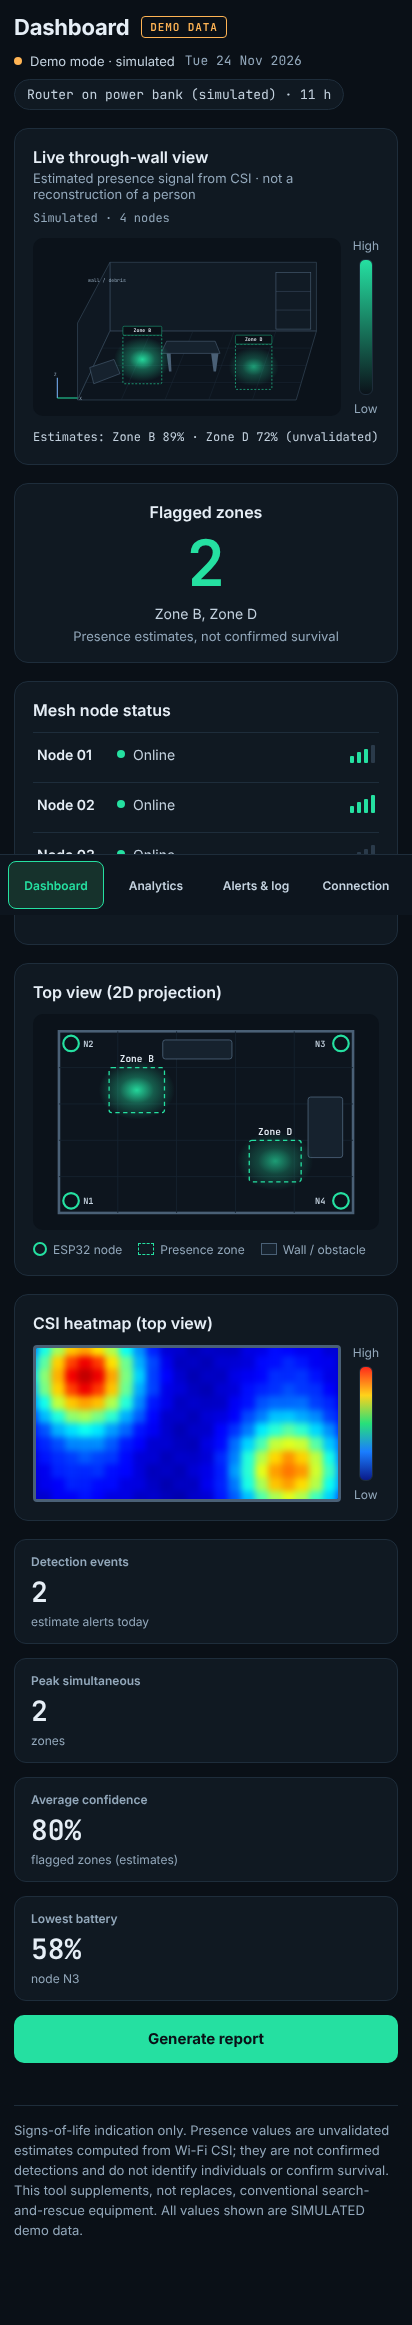 Dashboard DEMO DATA
Demo mode · simulated Tue 24 Nov 2026
Router on power bank (simulated) · 11 h
Live through-wall view
Estimated presence signal from CSI · not a
reconstruction of a person
Simulated · 4 nodes
High
wall / debris
Zone B
Zone D
z
Low
Estimates: Zone B 89% · Zone D 72% (unvalidated)
Flagged zones
2
Zone B, Zone D
Presence estimates, not confirmed survival
Mesh node status
Node 01 Online
Node 02 Online
Dashboard Analytics Alerts & log Connection
Top view (2D projection)
N2 N3
Zone B
Zone D
N1 N4
ESP32 node Presence zone Wall / obstacle
CSI heatmap (top view)
High
Low
Detection events
2
estimate alerts today
Peak simultaneous
2
zones
Average confidence
80%
flagged zones (estimates)
Lowest battery
58%
node N3
Generate report
Signs-of-life indication only. Presence values are unvalidated
estimates computed from Wi-Fi CSI; they are not confirmed
detections and do not identify individuals or confirm survival.
This tool supplements, not replaces, conventional search-
and-rescue equipment. All values shown are SIMULATED
demo data.